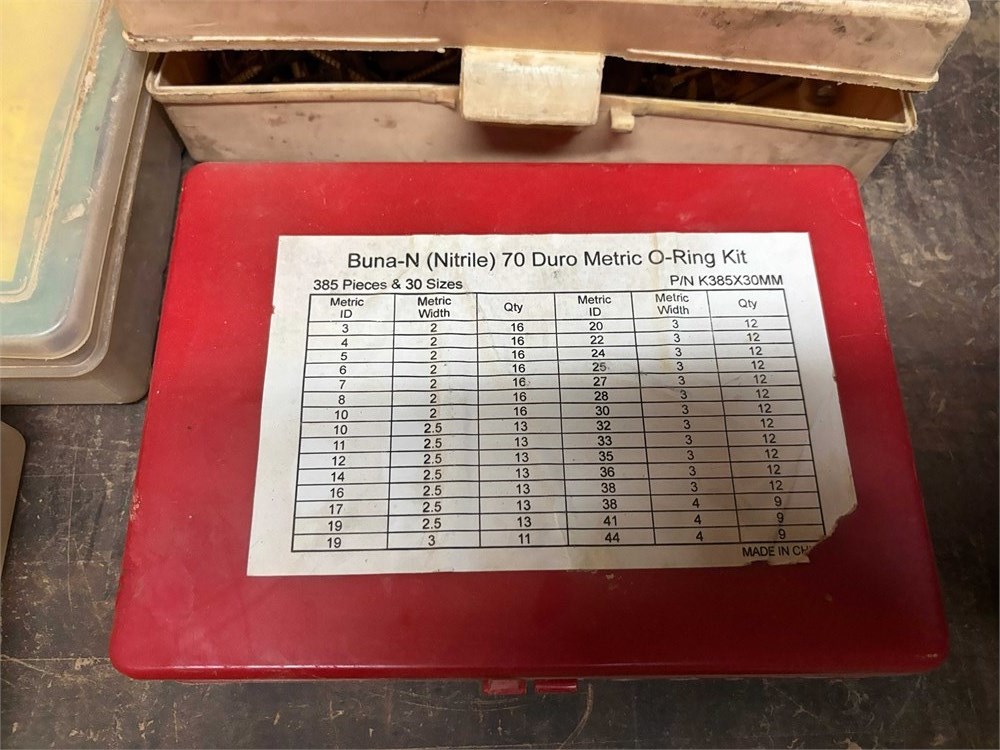 Buna-N (Nitrile) 70 Duro Metric O-Ring Kit
385 Pieces & 30 Sizes P/N K385X30MM
Metric ID Metric Width Qty Metric ID Metric Width Qty
3 2 16 20 3 12
4 2 16 22 3 12
5 2 16 24 3 12
6 2 16 25 3 12
7 2 16 27 3 12
8 2 16 28 3 12
10 2 16 30 3 12
10 2.5 13 32 3 12
11 2.5 13 33 3 12
12 2.5 13 35 3 12
14 2.5 13 36 3 12
16 2.5 13 38 3 12
17 2.5 13 38 4 9
19 2.5 13 41 4 9
19 3 11 44 4 9
MADE IN CH